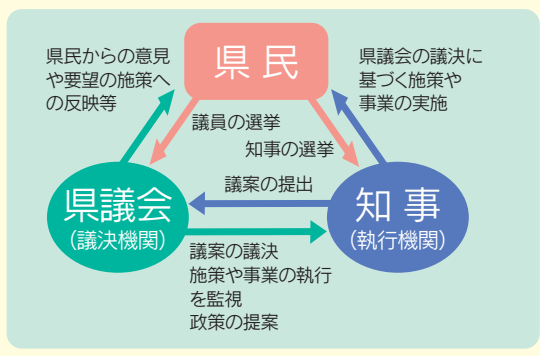 県民
県民からの意見
や要望の施策へ
の反映等
県議会の議決に
基づく施策や
事業の実施
議員の選挙
知事の選挙
議案の提出
県議会
(議決機関)
知事
(執行機関)
議案の議決
施策や事業の執行
を監視
政策の提案